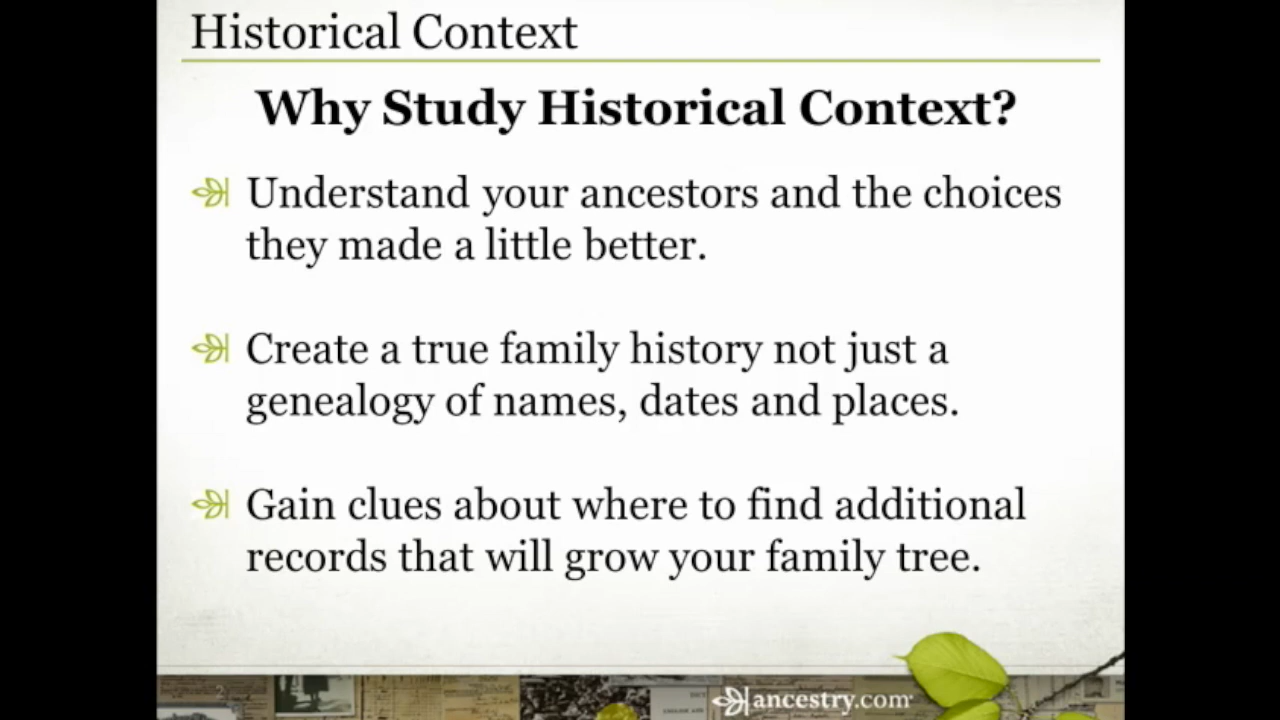 Historical Context
Why Study Historical Context?
Understand your ancestors and the choices
they made a little better.
Create a true family history not just a
genealogy of names, dates and places.
Gain clues about where to find additional
records that will grow your family tree.
2
ancestry.com